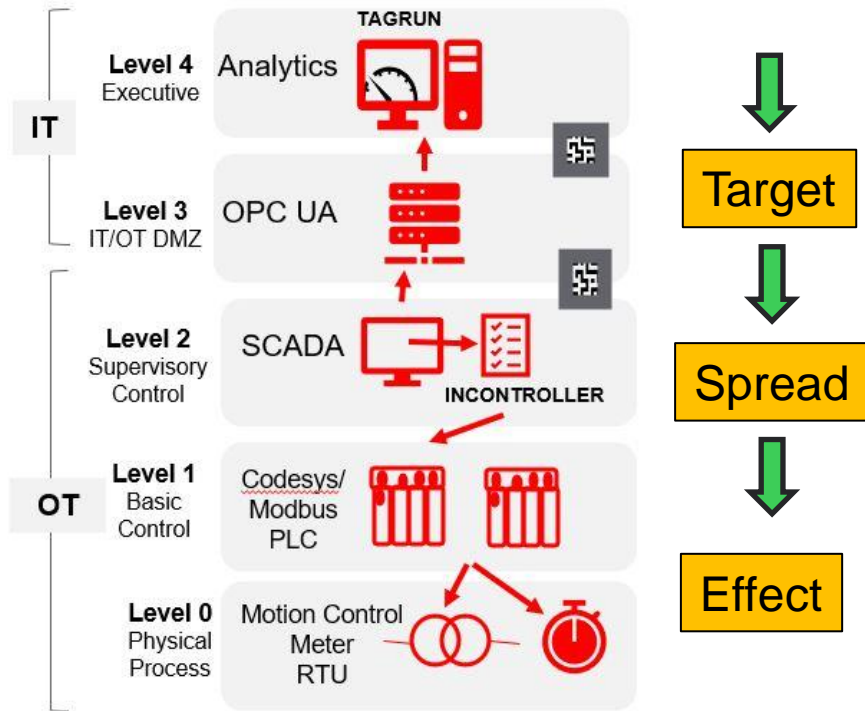 TAGRUN
Level 4
Executive
Analytics
IT
Target
Level 3
IT/OT DMZ
OPC UA
Level 2
Supervisory
Control
SCADA
INCONTROLLER
Spread
Level 1
Basic
Control
Codesys/
Modbus
PLC
OT
Level 0
Physical
Process
Motion Control
Meter
RTU
Effect